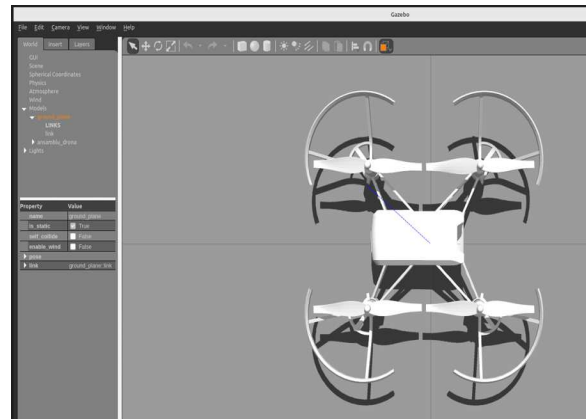 Gazebo
File Edit Camera View Window Help
World Insert Layers
GUI
Scene
Spherical Coordinates
Physics
Atmosphere
Wind
Models
ground_plane
LINKS
link
Lights
Property Value
name ground_plane
is_static True
self_collide False
enable_wind False
pose
link ground_plane::link